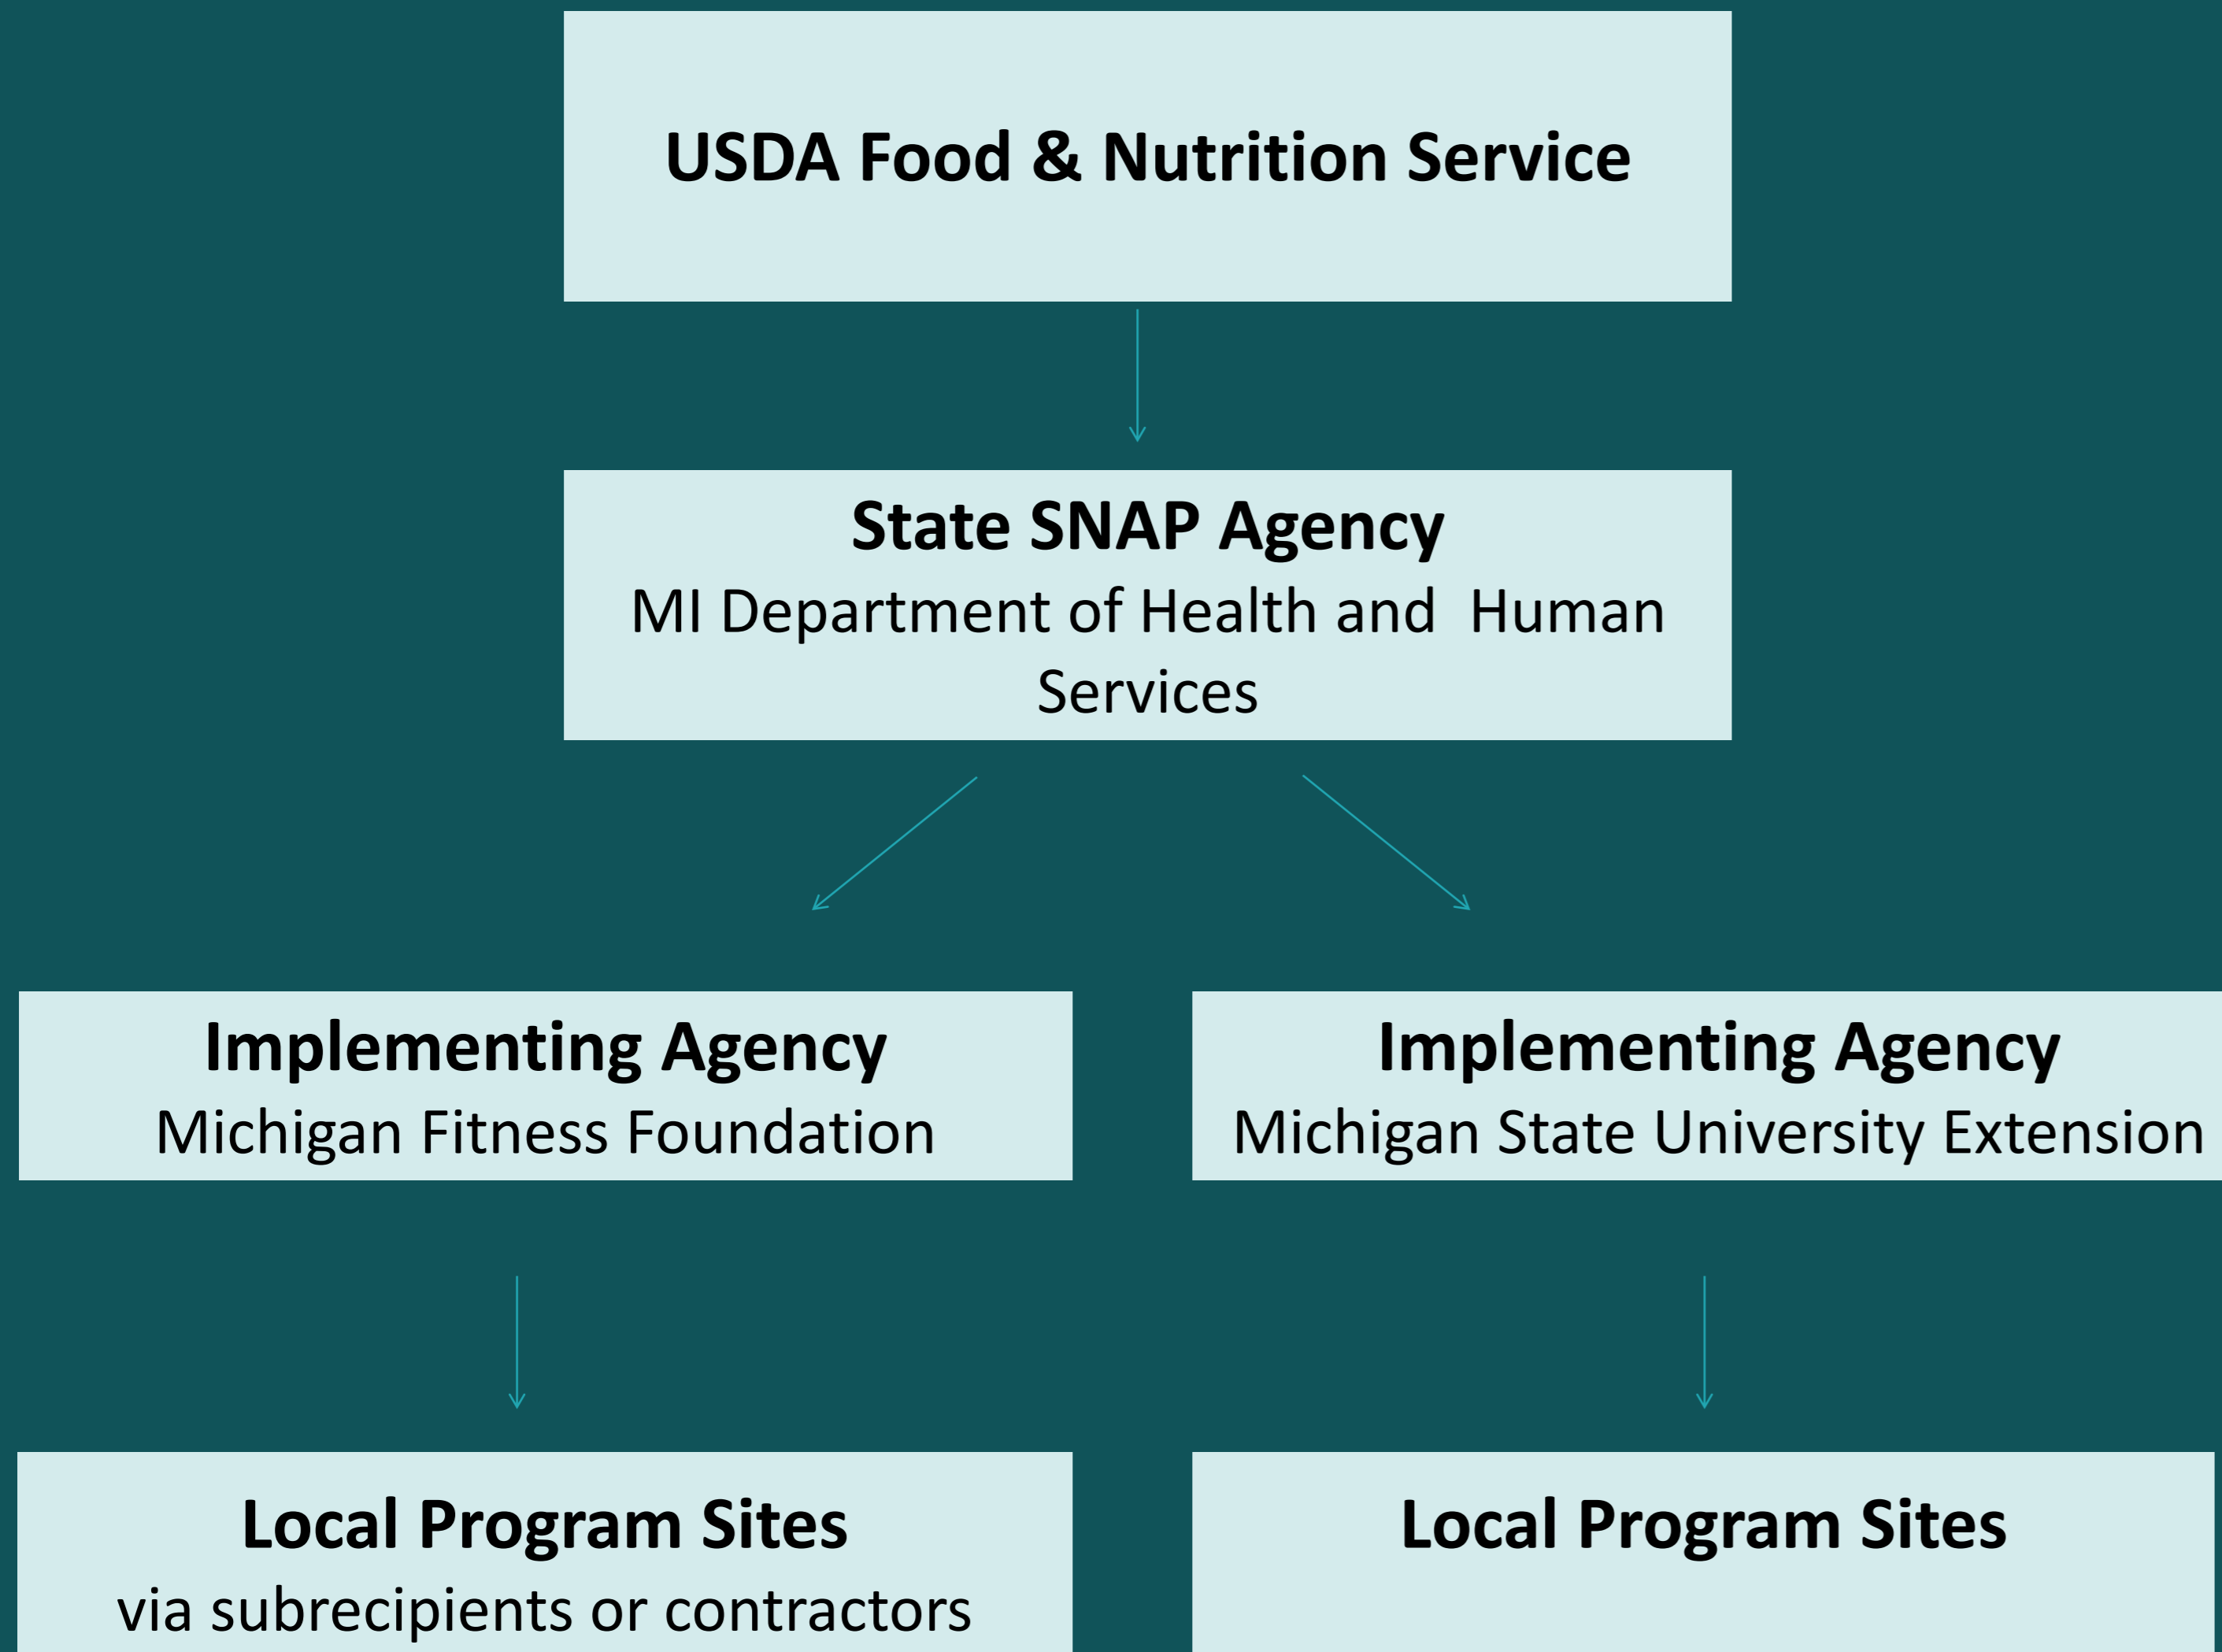 USDA Food & Nutrition Service
State SNAP Agency
MI Department of Health and Human
Services
Implementing Agency
Michigan Fitness Foundation
Implementing Agency
Michigan State University Extension
Local Program Sites
via subrecipients or contractors
Local Program Sites